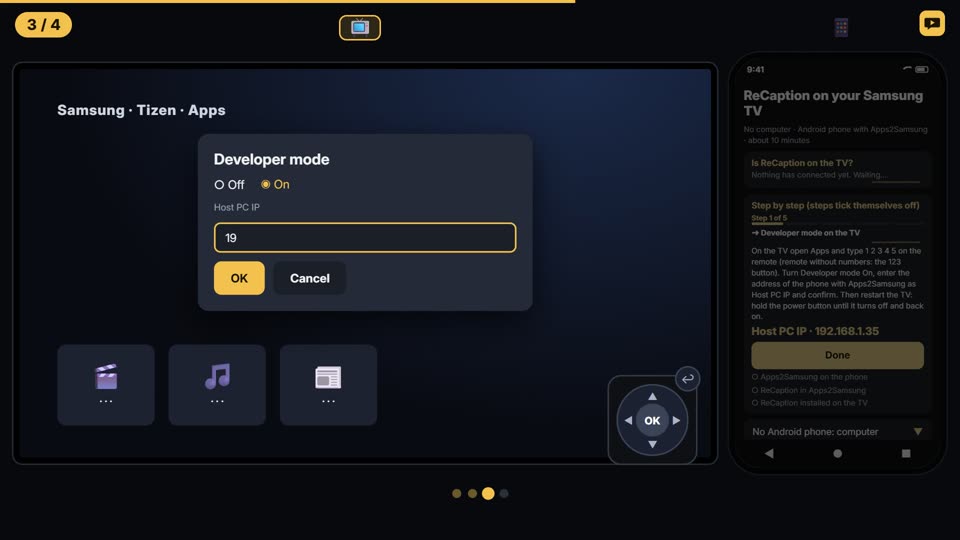 3 / 4
Samsung · Tizen · Apps
Developer mode
Off
On
Host PC IP
19
OK
Cancel
...
...
...
OK
9:41
ReCaption on your Samsung
TV
No computer · Android phone with Apps2Samsung
· about 10 minutes
Is ReCaption on the TV?
Nothing has connected yet. Waiting...
Step by step (steps tick themselves off)
Step 1 of 5
➔ Developer mode on the TV
On the TV open Apps and type 1 2 3 4 5 on the
remote (remote without numbers: the 123
button). Turn Developer mode On, enter the
address of the phone with Apps2Samsung as
Host PC IP and confirm. Then restart the TV:
hold the power button until it turns off and back
on.
Host PC IP · 192.168.1.35
Done
Apps2Samsung on the phone
ReCaption in Apps2Samsung
ReCaption installed on the TV
No Android phone: computer